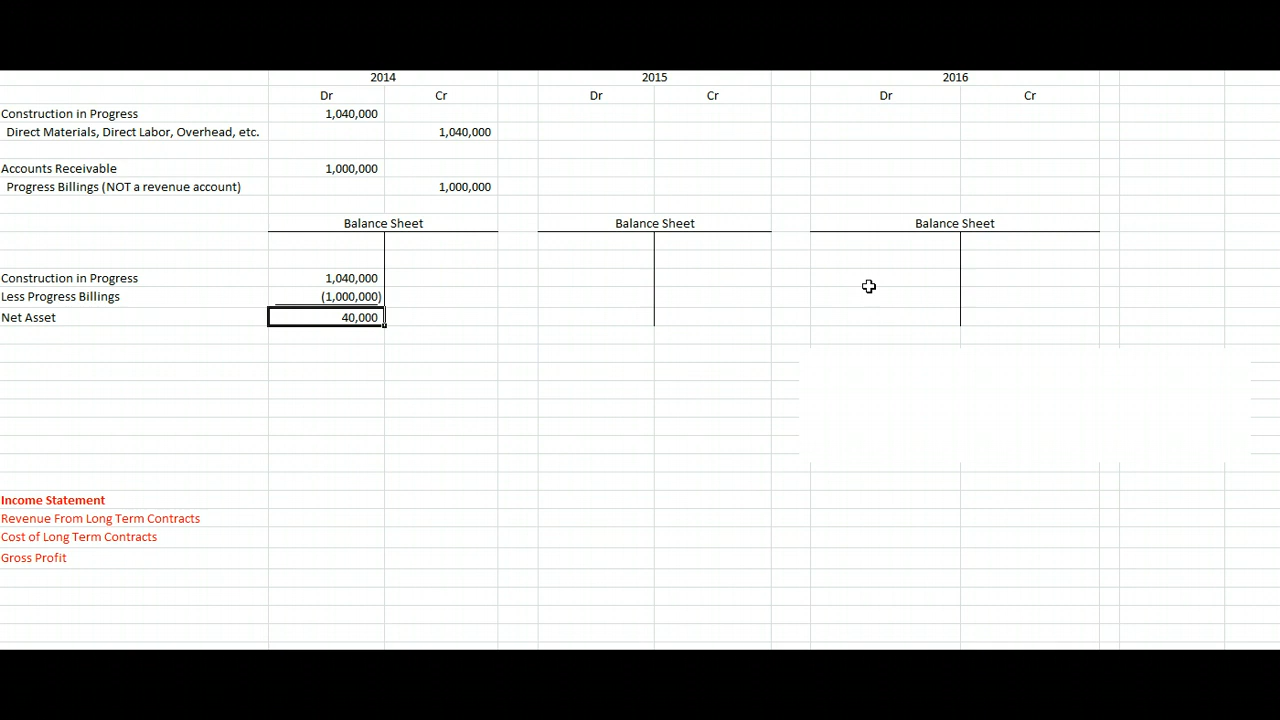 2014 2015 2016
Dr Cr Dr Cr Dr Cr
Construction in Progress 1,040,000
Direct Materials, Direct Labor, Overhead, etc. 1,040,000
Accounts Receivable 1,000,000
Progress Billings (NOT a revenue account) 1,000,000
Balance Sheet Balance Sheet Balance Sheet
Construction in Progress 1,040,000
Less Progress Billings (1,000,000)
Net Asset 40,000
Income Statement
Revenue From Long Term Contracts
Cost of Long Term Contracts
Gross Profit